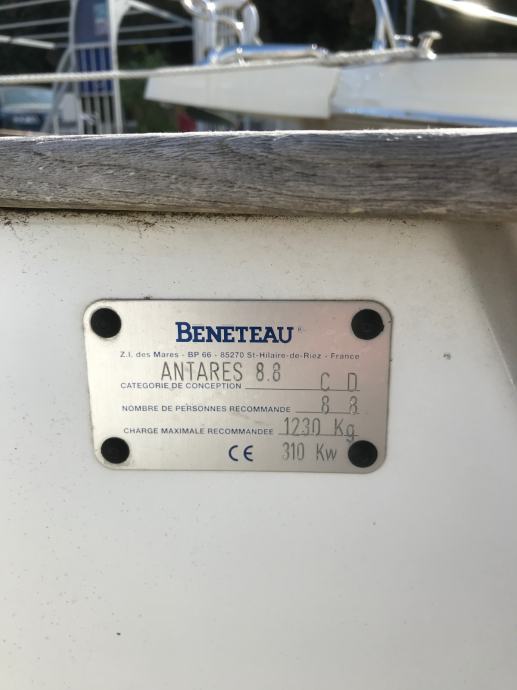 BENETEAU
Z.I. des Mares - BP 66 - 85270 St-Hilaire-de-Riez - France
ANTARES 8.8
CATEGORIE DE CONCEPTION C D
NOMBRE DE PERSONNES RECOMMANDE 8 8
CHARGE MAXIMALE RECOMMANDEE 1230 Kg
CE 310 Kw